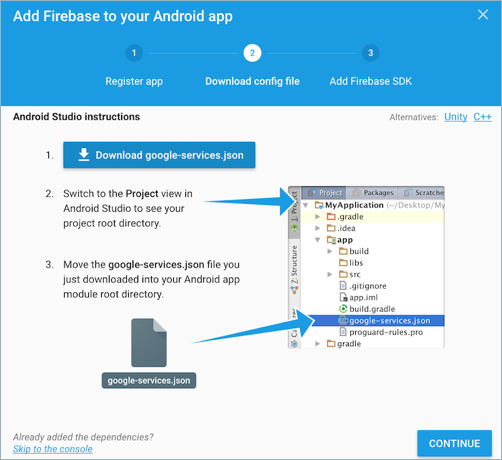 Add Firebase to your Android app
1
2
3
Register app
Download config file
Add Firebase SDK
Android Studio instructions
Alternatives: Unity C++
1. Download google-services.json
2. Switch to the Project view in
Android Studio to see your
project root directory.
3. Move the google-services.json file you
just downloaded into your Android app
module root directory.
google-services.json
Project Packages Scratche
1: Project
Z: Structure
MyApplication (~/Desktop/My
.gradle
.idea
app
build
libs
src
.gitignore
app.iml
build.gradle
google-services.json
proguard-rules.pro
gradle
Already added the dependencies?
Skip to the console
CONTINUE